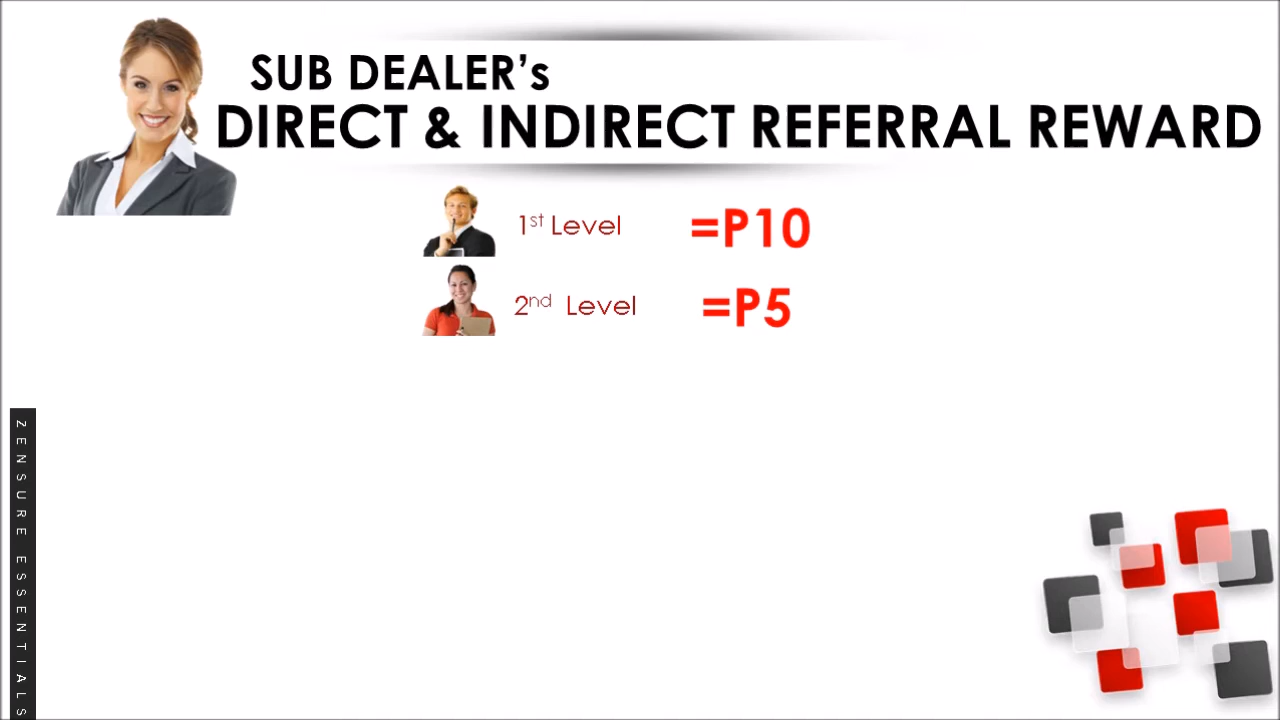 SUB DEALER's
DIRECT & INDIRECT REFERRAL REWARD
1st Level =P10
2nd Level =P5
ZENSURE ESSENTIALS